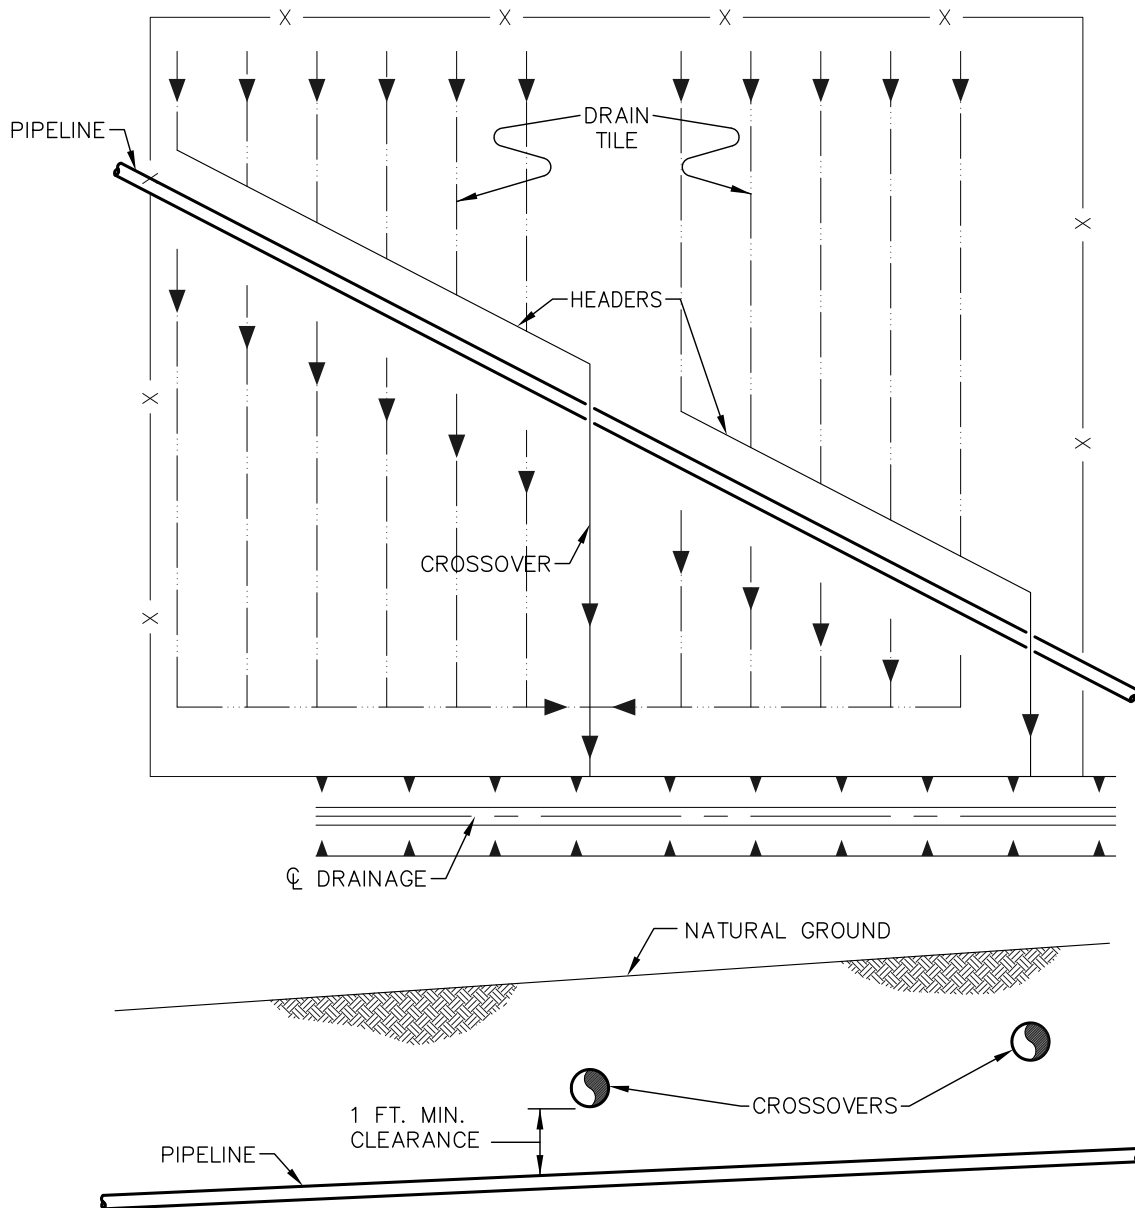 X X X X
DRAIN
TILE
PIPELINE
X
X
HEADERS
X
X
CROSSOVER
X
℄ DRAINAGE
NATURAL GROUND
CROSSOVERS
1 FT. MIN.
CLEARANCE
PIPELINE